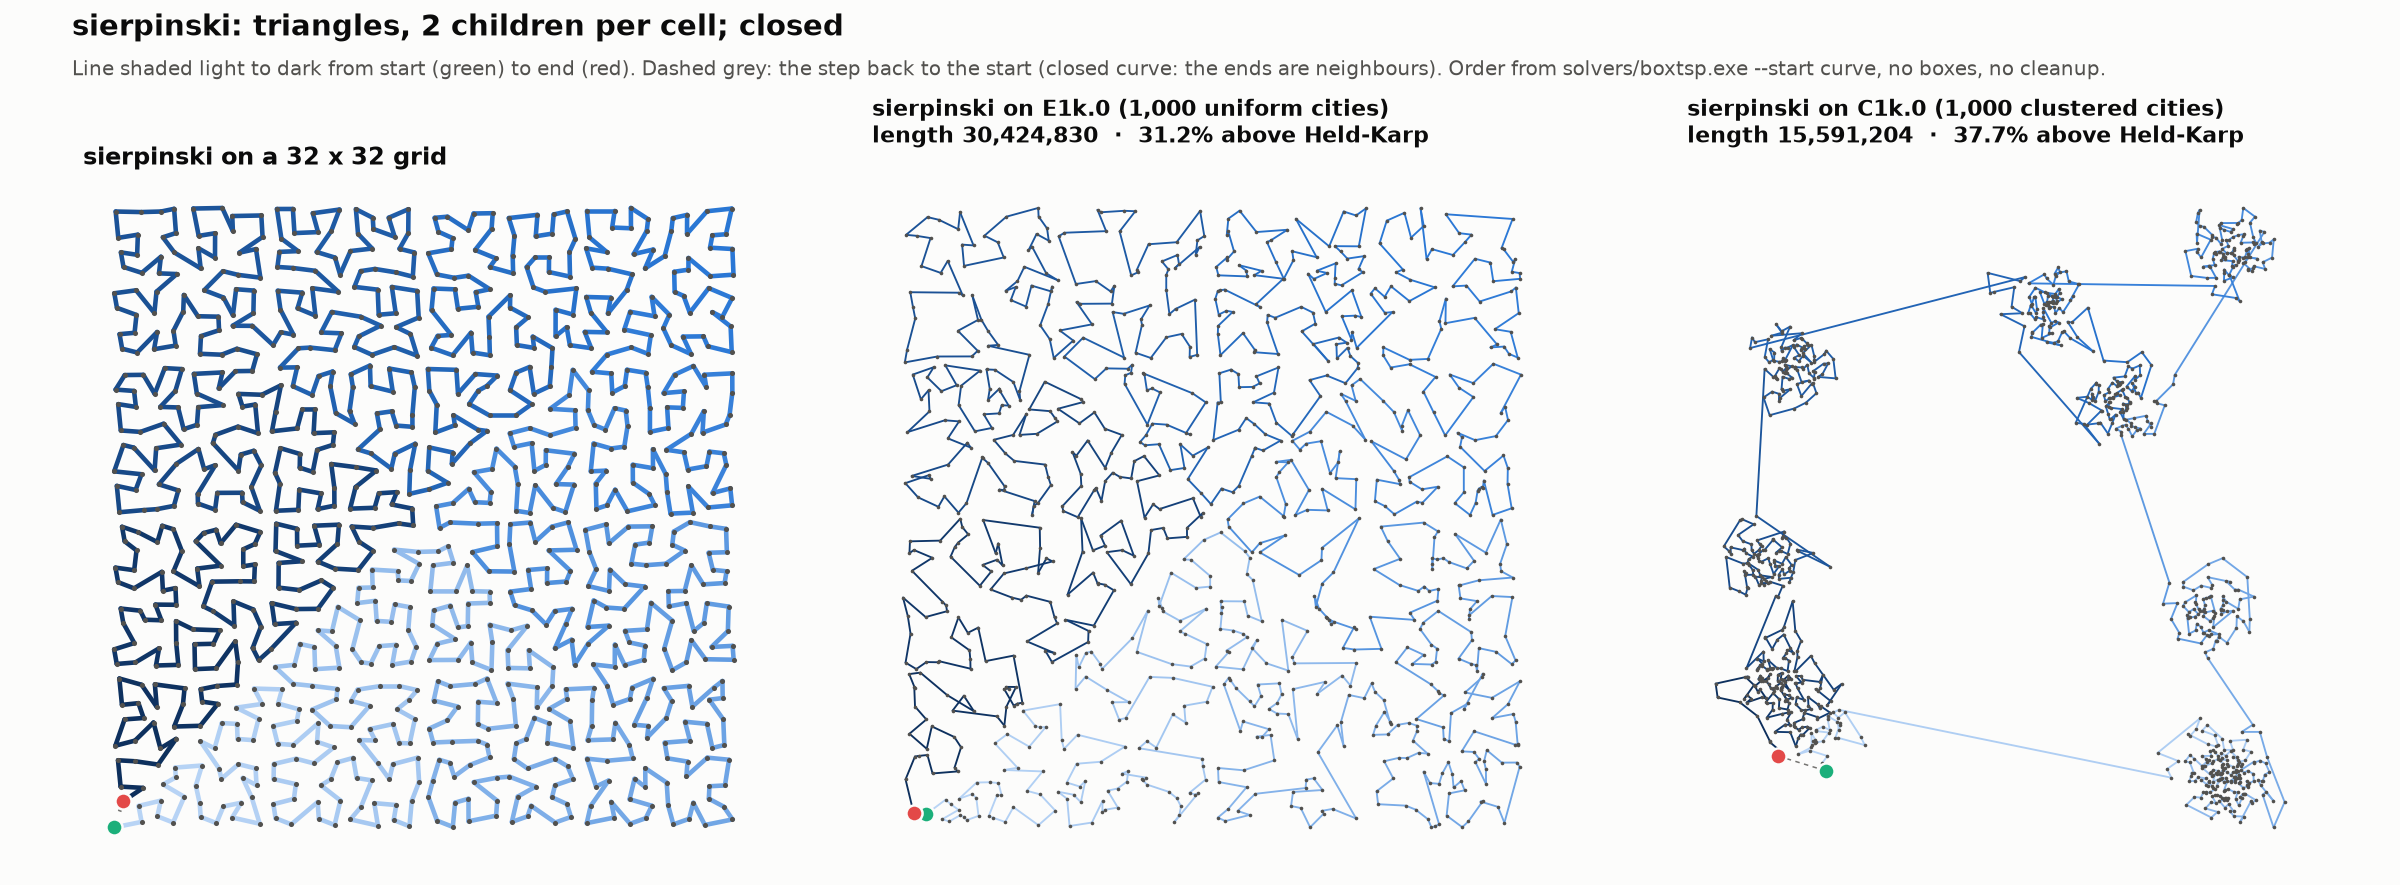 sierpinski: triangles, 2 children per cell; closed
Line shaded light to dark from start (green) to end (red). Dashed grey: the step back to the start (closed curve: the ends are neighbours). Order from solvers/boxtsp.exe --start curve, no boxes, no cleanup.
sierpinski on a 32 x 32 grid
sierpinski on E1k.0 (1,000 uniform cities)
length 30,424,830 · 31.2% above Held-Karp
sierpinski on C1k.0 (1,000 clustered cities)
length 15,591,204 · 37.7% above Held-Karp